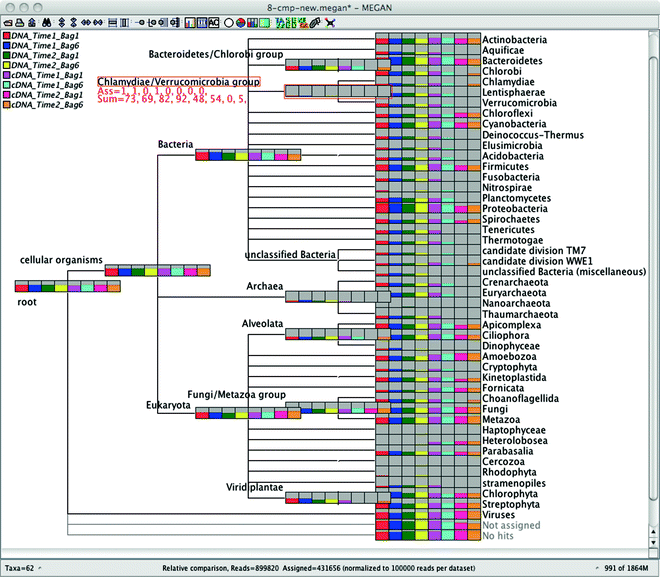 8-cmp-new.megan* - MEGAN
DNA_Time1_Bag1
DNA_Time1_Bag6
DNA_Time2_Bag1
DNA_Time2_Bag6
cDNA_Time1_Bag1
cDNA_Time1_Bag6
cDNA_Time2_Bag1
cDNA_Time2_Bag6
Bacteroidetes/Chlorobi group
Chlamydiae/Verrucomicrobia group
Ass=1, 1, 0, 1, 0, 0, 0, 0,
Sum=73, 69, 82, 92, 48, 54, 0, 5,
Bacteria
unclassified Bacteria
cellular organisms
root
Archaea
Alveolata
Fungi/Metazoa group
Eukaryota
Viridiplantae
Actinobacteria
Aquificae
Bacteroidetes
Chlorobi
Chlamydiae
Lentisphaerae
Verrucomicrobia
Chloroflexi
Cyanobacteria
Deinococcus-Thermus
Elusimicrobia
Acidobacteria
Firmicutes
Fusobacteria
Nitrospirae
Planctomycetes
Proteobacteria
Spirochaetes
Tenericutes
Thermotogae
candidate division TM7
candidate division WWE1
unclassified Bacteria (miscellaneous)
Crenarchaeota
Euryarchaeota
Nanoarchaeota
Thaumarchaeota
Apicomplexa
Ciliophora
Dinophyceae
Amoebozoa
Cryptophyta
Kinetoplastida
Fornicata
Choanoflagellida
Fungi
Metazoa
Haptophyceae
Heterolobosea
Parabasalia
Cercozoa
Rhodophyta
stramenopiles
Chlorophyta
Streptophyta
Viruses
Not assigned
No hits
Taxa=62
Relative comparison, Reads=899820 Assigned=431656 (normalized to 100000 reads per dataset)
991 of 1864M